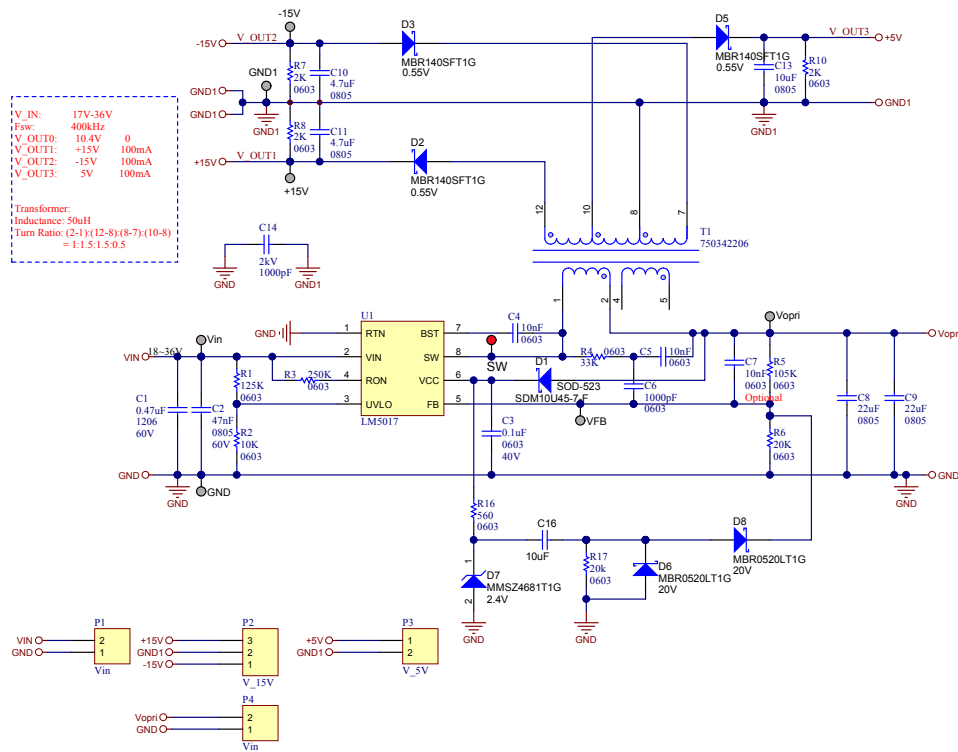 -15V
D3
D5
-15V
V_OUT2
V_OUT3
+5V
MBR140SFT1G
0.55V
MBR140SFT1G
0.55V
R7
2K
0603
C10
4.7uF
0805
C13
10uF
0805
R10
2K
0603
GND1
GND1
GND1
GND1
GND1
GND1
R8
2K
0603
C11
4.7uF
0805
D2
+15V
V_OUT1
MBR140SFT1G
0.55V
+15V
V_IN: 17V-36V
Fsw: 400kHz
V_OUT0: 10.4V 0
V_OUT1: +15V 100mA
V_OUT2: -15V 100mA
V_OUT3: 5V 100mA
Transformer:
Inductance: 50uH
Turn Ratio: (2-1):(12-8):(8-7):(10-8)
= 1:1.5:1.5:0.5
12
10
8
7
T1
750342206
1
2
4
5
C14
2kV
1000pF
GND
GND1
U1
GND
1
RTN
BST
7
2
VIN
SW
8
4
RON
VCC
6
3
UVLO
FB
5
LM5017
C4
10nF
0603
SW
R4
33K
0603
C5
10nF
0603
C6
1000pF
0603
D1
SOD-523
SDM10U45-7-F
VFB
Vopri
Vopri
C7
10nF
0603
Optional
R5
105K
0603
R6
20K
0603
C8
22uF
0805
C9
22uF
0805
GND
GND
VIN
18~36V
Vin
R1
125K
0603
R2
10K
0603
R3
250K
0603
C1
0.47uF
1206
60V
C2
47nF
0805
60V
C3
0.1uF
0603
40V
GND
GND
GND
R16
560
0603
C16
10uF
R17
20k
0603
D6
MBR0520LT1G
20V
D8
MBR0520LT1G
20V
1
2
D7
MMSZ4681T1G
2.4V
GND
GND
P1
VIN
2
GND
1
Vin
P2
+15V
3
GND1
2
-15V
1
V_15V
P3
+5V
1
GND1
2
V_5V
P4
Vopri
2
GND
1
Vin